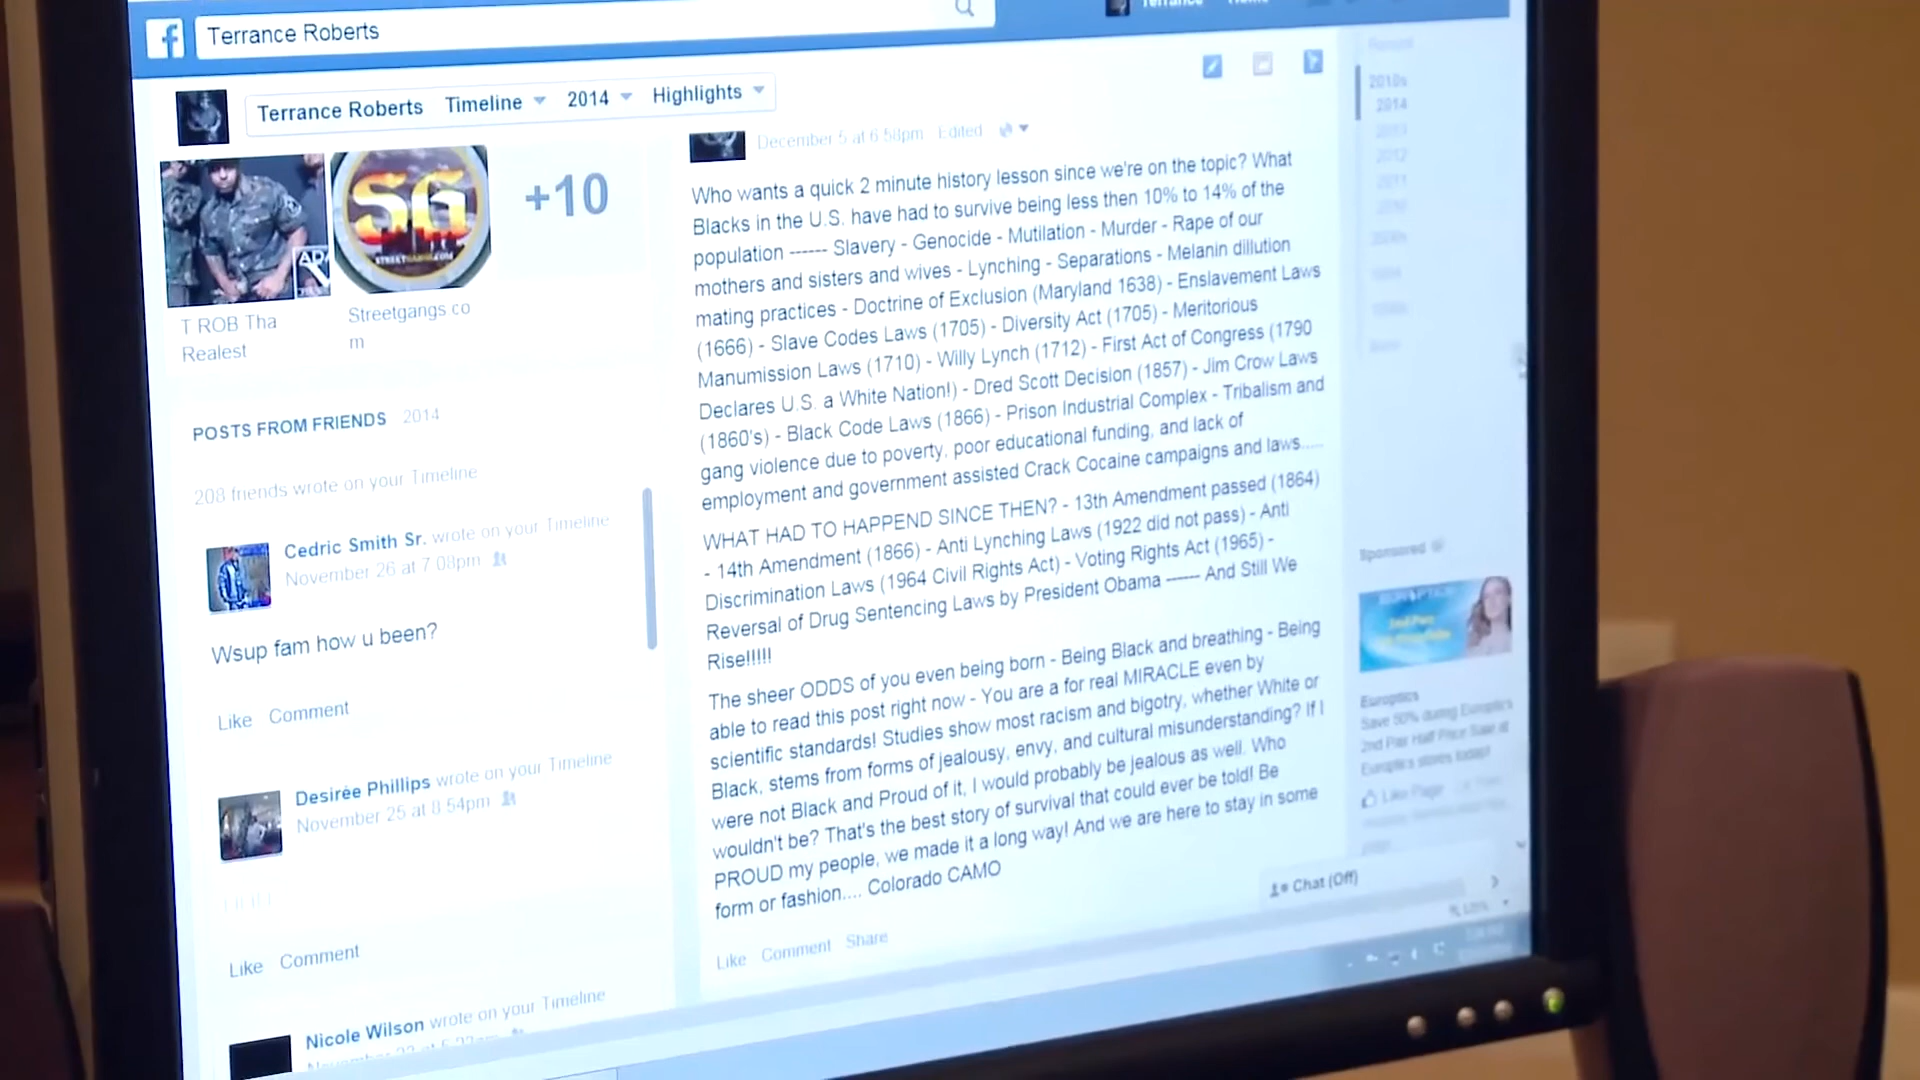 Terrance Roberts
Terrance Home
Terrance Roberts Timeline 2014 Highlights
ADA
T ROB Tha
Realest
SG
STREETGANGS.COM
Streetgangs co
m
+10
POSTS FROM FRIENDS 2014
208 friends wrote on your Timeline
Cedric Smith Sr. wrote on your Timeline
November 26 at 7:08pm
Wsup fam how u been?
Like Comment
Desirée Phillips wrote on your Timeline
November 25 at 8:54pm
Like Comment
Nicole Wilson wrote on your Timeline
December 5 at 6:58pm Edited
Who wants a quick 2 minute history lesson since we're on the topic? What
Blacks in the U.S. have had to survive being less then 10% to 14% of the
population ------ Slavery - Genocide - Mutilation - Murder - Rape of our
mothers and sisters and wives - Lynching - Separations - Melanin dillution
mating practices - Doctrine of Exclusion (Maryland 1638) - Enslavement Laws
(1666) - Slave Codes Laws (1705) - Diversity Act (1705) - Meritorious
Manumission Laws (1710) - Willy Lynch (1712) - First Act of Congress (1790
Declares U.S. a White Nation!) - Dred Scott Decision (1857) - Jim Crow Laws
(1860's) - Black Code Laws (1866) - Prison Industrial Complex - Tribalism and
gang violence due to poverty, poor educational funding, and lack of
employment and government assisted Crack Cocaine campaigns and laws.....
WHAT HAD TO HAPPEND SINCE THEN? - 13th Amendment passed (1864)
- 14th Amendment (1866) - Anti Lynching Laws (1922 did not pass) - Anti
Discrimination Laws (1964 Civil Rights Act) - Voting Rights Act (1965) -
Reversal of Drug Sentencing Laws by President Obama ------ And Still We
Rise!!!!!
The sheer ODDS of you even being born - Being Black and breathing - Being
able to read this post right now - You are a for real MIRACLE even by
scientific standards! Studies show most racism and bigotry, whether White or
Black, stems from forms of jealousy, envy, and cultural misunderstanding? If I
were not Black and Proud of it, I would probably be jealous as well. Who
wouldn't be? That's the best story of survival that could ever be told! Be
PROUD my people, we made it a long way! And we are here to stay in some
form or fashion.... Colorado CAMO
Like Comment Share
2010s
2014
2012
2011
Sponsored
Europtics
Save 50% during Europtics
2nd Pair Half Price Sale at
Europtics stores today!
Like Page
Chat (Off)